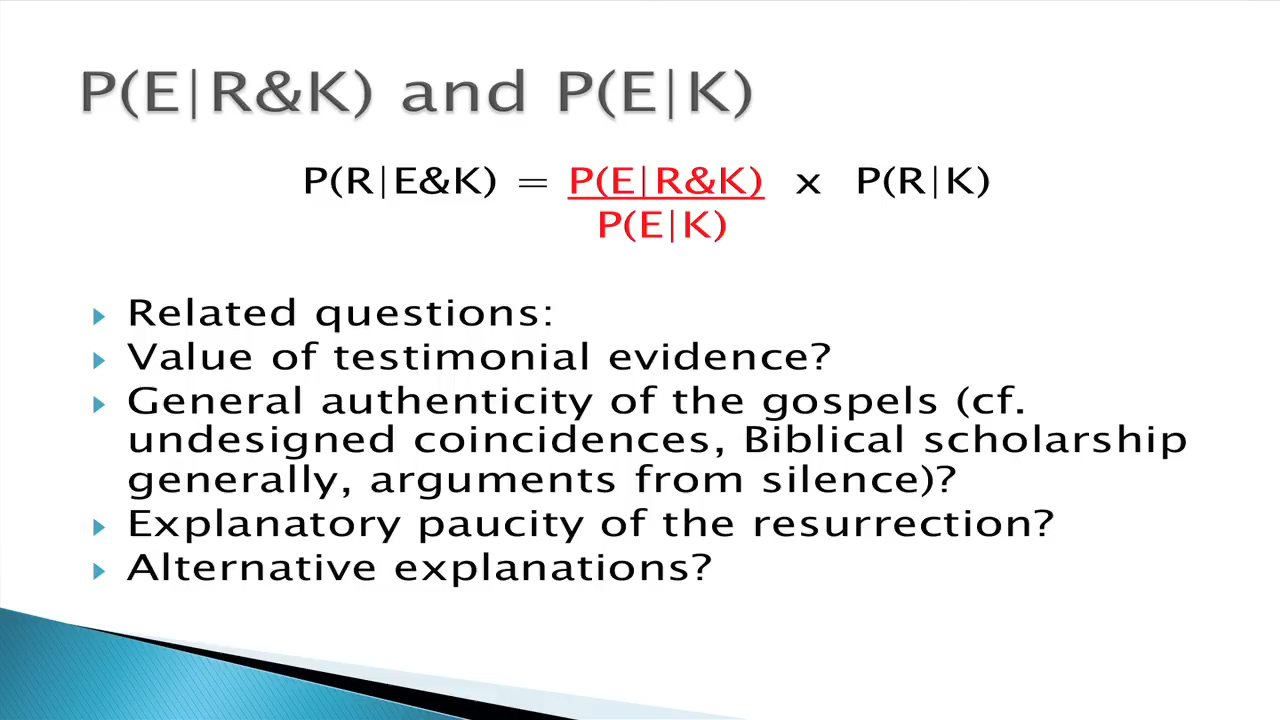 P(E|R&K) and P(E|K)
P(R|E&K) = P(E|R&K) x P(R|K)
P(E|K)
Related questions:
Value of testimonial evidence?
General authenticity of the gospels (cf.
undesigned coincidences, Biblical scholarship
generally, arguments from silence)?
Explanatory paucity of the resurrection?
Alternative explanations?